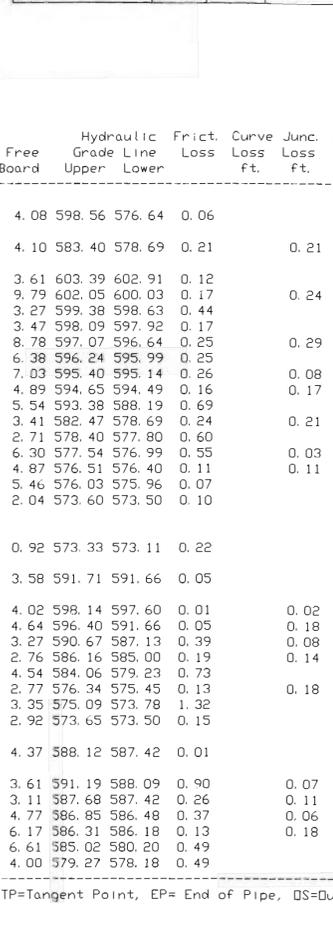 Hydraulic Frict. Curve Junc.
Free Grade Line Loss Loss Loss
Board Upper Lower ft. ft.
4.08 598.56 576.64 0.06
4.10 583.40 578.69 0.21 0.21
3.61 603.39 602.91 0.12
9.79 602.05 600.03 0.17 0.24
3.27 599.38 598.63 0.44
3.47 598.09 597.92 0.17
8.78 597.07 596.64 0.25 0.29
6.38 596.24 595.99 0.25
7.03 595.40 595.14 0.26 0.08
4.89 594.65 594.49 0.16 0.17
5.54 593.38 588.19 0.69
3.41 582.47 578.69 0.24 0.21
2.71 578.40 577.80 0.60
6.30 577.54 576.99 0.55 0.03
4.87 576.51 576.40 0.11 0.11
5.46 576.03 575.96 0.07
2.04 573.60 573.50 0.10
0.92 573.33 573.11 0.22
3.58 591.71 591.66 0.05
4.02 598.14 597.60 0.01 0.02
4.64 596.40 591.66 0.05 0.18
3.27 590.67 587.13 0.39 0.08
2.76 586.16 585.00 0.19 0.14
4.54 584.06 579.23 0.73
2.77 576.34 575.45 0.13 0.18
3.35 575.09 573.78 1.32
2.92 573.65 573.50 0.15
4.37 588.12 587.42 0.01
3.61 591.19 588.09 0.90 0.07
3.11 587.68 587.42 0.26 0.11
4.77 586.85 586.48 0.37 0.06
6.17 586.31 586.18 0.13 0.18
6.61 585.02 580.20 0.49
4.00 579.27 578.18 0.49
TP=Tangent Point, EP= End of Pipe, OS=Ou